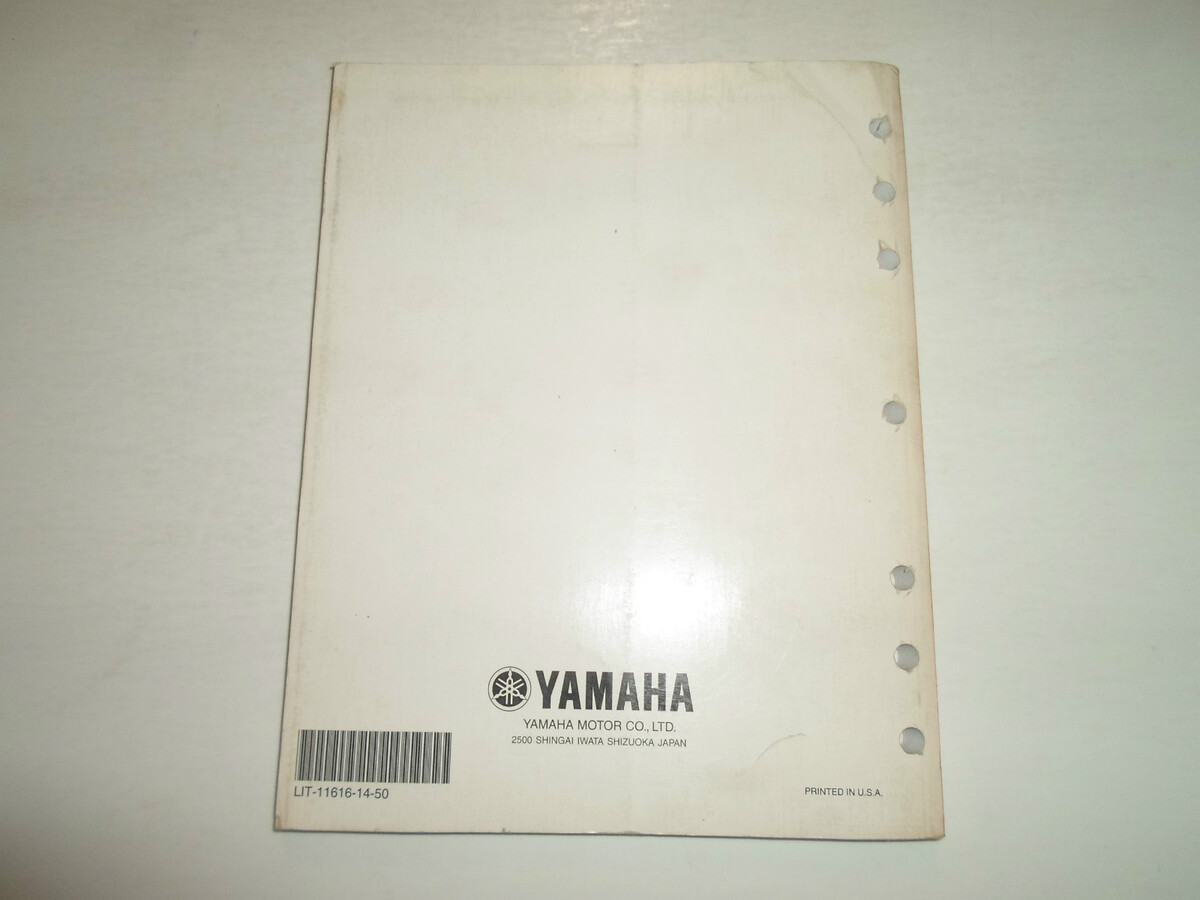 YAMAHA
YAMAHA MOTOR CO., LTD.
2500 SHINGAI IWATA SHIZUOKA JAPAN
LIT-11616-14-50
PRINTED IN U.S.A.